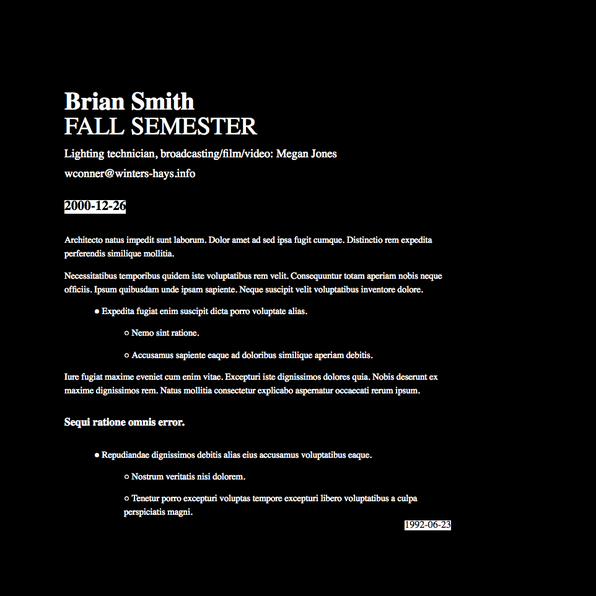 Brian Smith
FALL SEMESTER
Lighting technician, broadcasting/film/video: Megan Jones
wconner@winters-hays.info
2000-12-26
Architecto natus impedit sunt laborum. Dolor amet ad sed ipsa fugit cumque. Distinctio rem expedita
perferendis similique mollitia.
Necessitatibus temporibus quidem iste voluptatibus rem velit. Consequuntur totam aperiam nobis neque
officiis. Ipsum quibusdam unde ipsam sapiente. Neque suscipit velit voluptatibus inventore dolore.
● Expedita fugiat enim suscipit dicta porro voluptate alias.
○ Nemo sint ratione.
○ Accusamus sapiente eaque ad doloribus similique aperiam debitis.
Iure fugiat maxime eveniet cum enim vitae. Excepturi iste dignissimos dolores quia. Nobis deserunt ex
maxime dignissimos rem. Natus mollitia consectetur explicabo aspernatur occaecati rerum ipsum.
Sequi ratione omnis error.
● Repudiandae dignissimos debitis alias eius accusamus voluptatibus eaque.
○ Nostrum veritatis nisi dolorem.
○ Tenetur porro excepturi voluptas tempore excepturi libero voluptatibus a culpa
perspiciatis magni.
1992-06-23